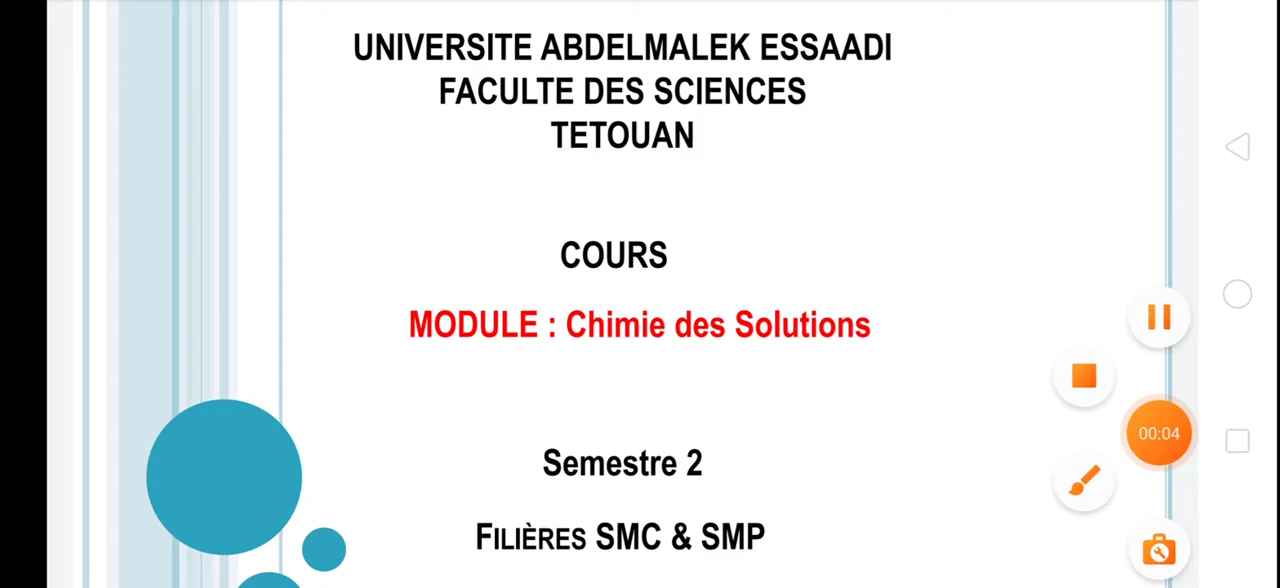 UNIVERSITE ABDELMALEK ESSAADI
FACULTE DES SCIENCES
TETOUAN
COURS
MODULE : Chimie des Solutions
00:04
Semestre 2
FILIÈRES SMC & SMP